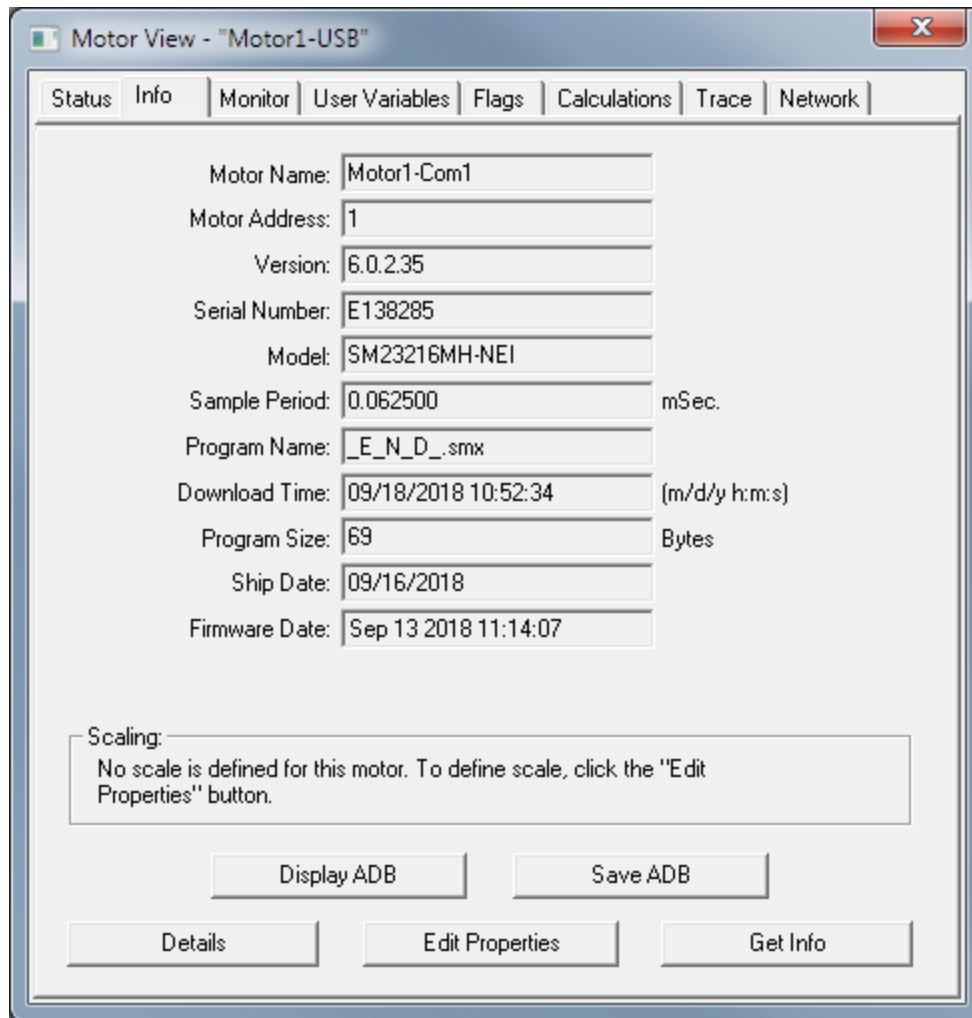 Motor View - "Motor1-USB"
Status Info Monitor User Variables Flags Calculations Trace Network
Motor Name: Motor1-Com1
Motor Address: 1
Version: 6.0.2.35
Serial Number: E138285
Model: SM23216MH-NEI
Sample Period: 0.062500 mSec.
Program Name: _E_N_D_.smx
Download Time: 09/18/2018 10:52:34 (m/d/y h:m:s)
Program Size: 69 Bytes
Ship Date: 09/16/2018
Firmware Date: Sep 13 2018 11:14:07
Scaling:
No scale is defined for this motor. To define scale, click the "Edit
Properties" button.
Display ADB Save ADB
Details Edit Properties Get Info